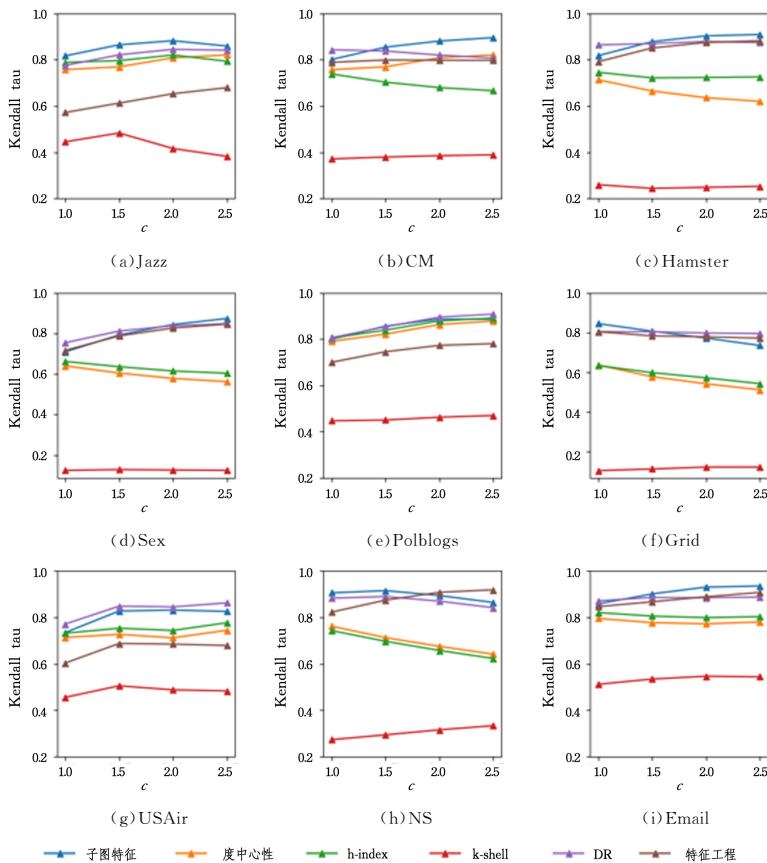 1.0 1.0 1.0
0.8 0.8 0.8
Kendall tau Kendall tau Kendall tau
0.6 0.6 0.6
0.4 0.4 0.4
0.2 0.2 0.2
1.0 1.5 2.0 2.5 1.0 1.5 2.0 2.5 1.0 1.5 2.0 2.5
c c c
(a)Jazz (b)CM (c)Hamster
1.0 1.0 1.0
0.8 0.8 0.8
Kendall tau Kendall tau Kendall tau
0.6 0.6 0.6
0.4 0.4 0.4
0.2 0.2 0.2
1.0 1.5 2.0 2.5 1.0 1.5 2.0 2.5 1.0 1.5 2.0 2.5
c c c
(d)Sex (e)Polblogs (f)Grid
1.0 1.0 1.0
0.8 0.8 0.8
Kendall tau Kendall tau Kendall tau
0.6 0.6 0.6
0.4 0.4 0.4
0.2 0.2 0.2
1.0 1.5 2.0 2.5 1.0 1.5 2.0 2.5 1.0 1.5 2.0 2.5
c c c
(g)USAir (h)NS (i)Email
子图特征 度中心性 h-index k-shell DR 特征工程